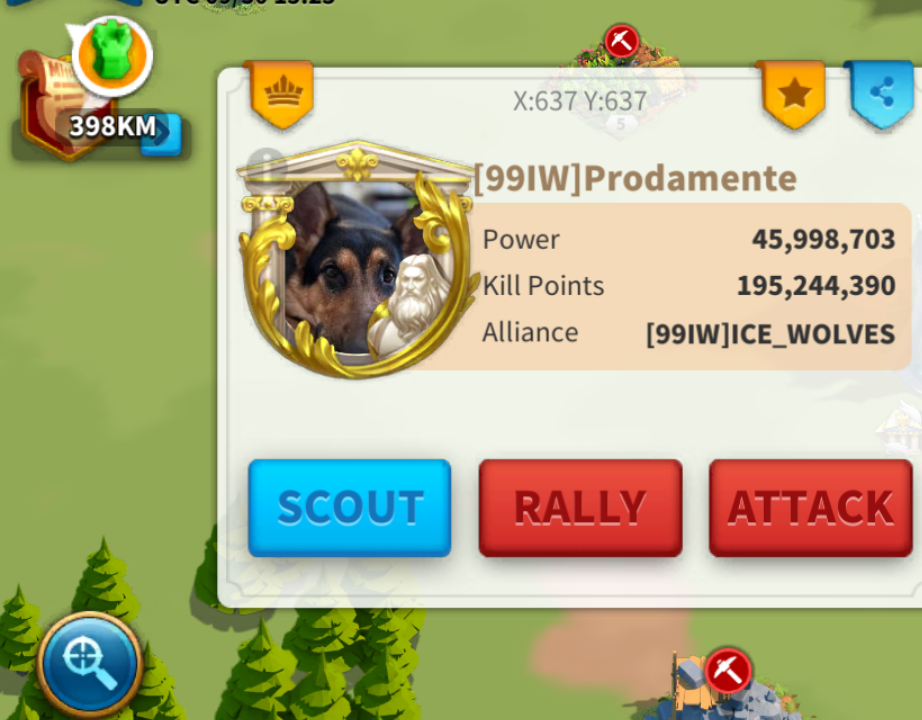 X:637 Y:637
398KM
5
[99IW]Prodamente
Power 45,998,703
Kill Points 195,244,390
Alliance [99IW]ICE_WOLVES
SCOUT RALLY ATTACK